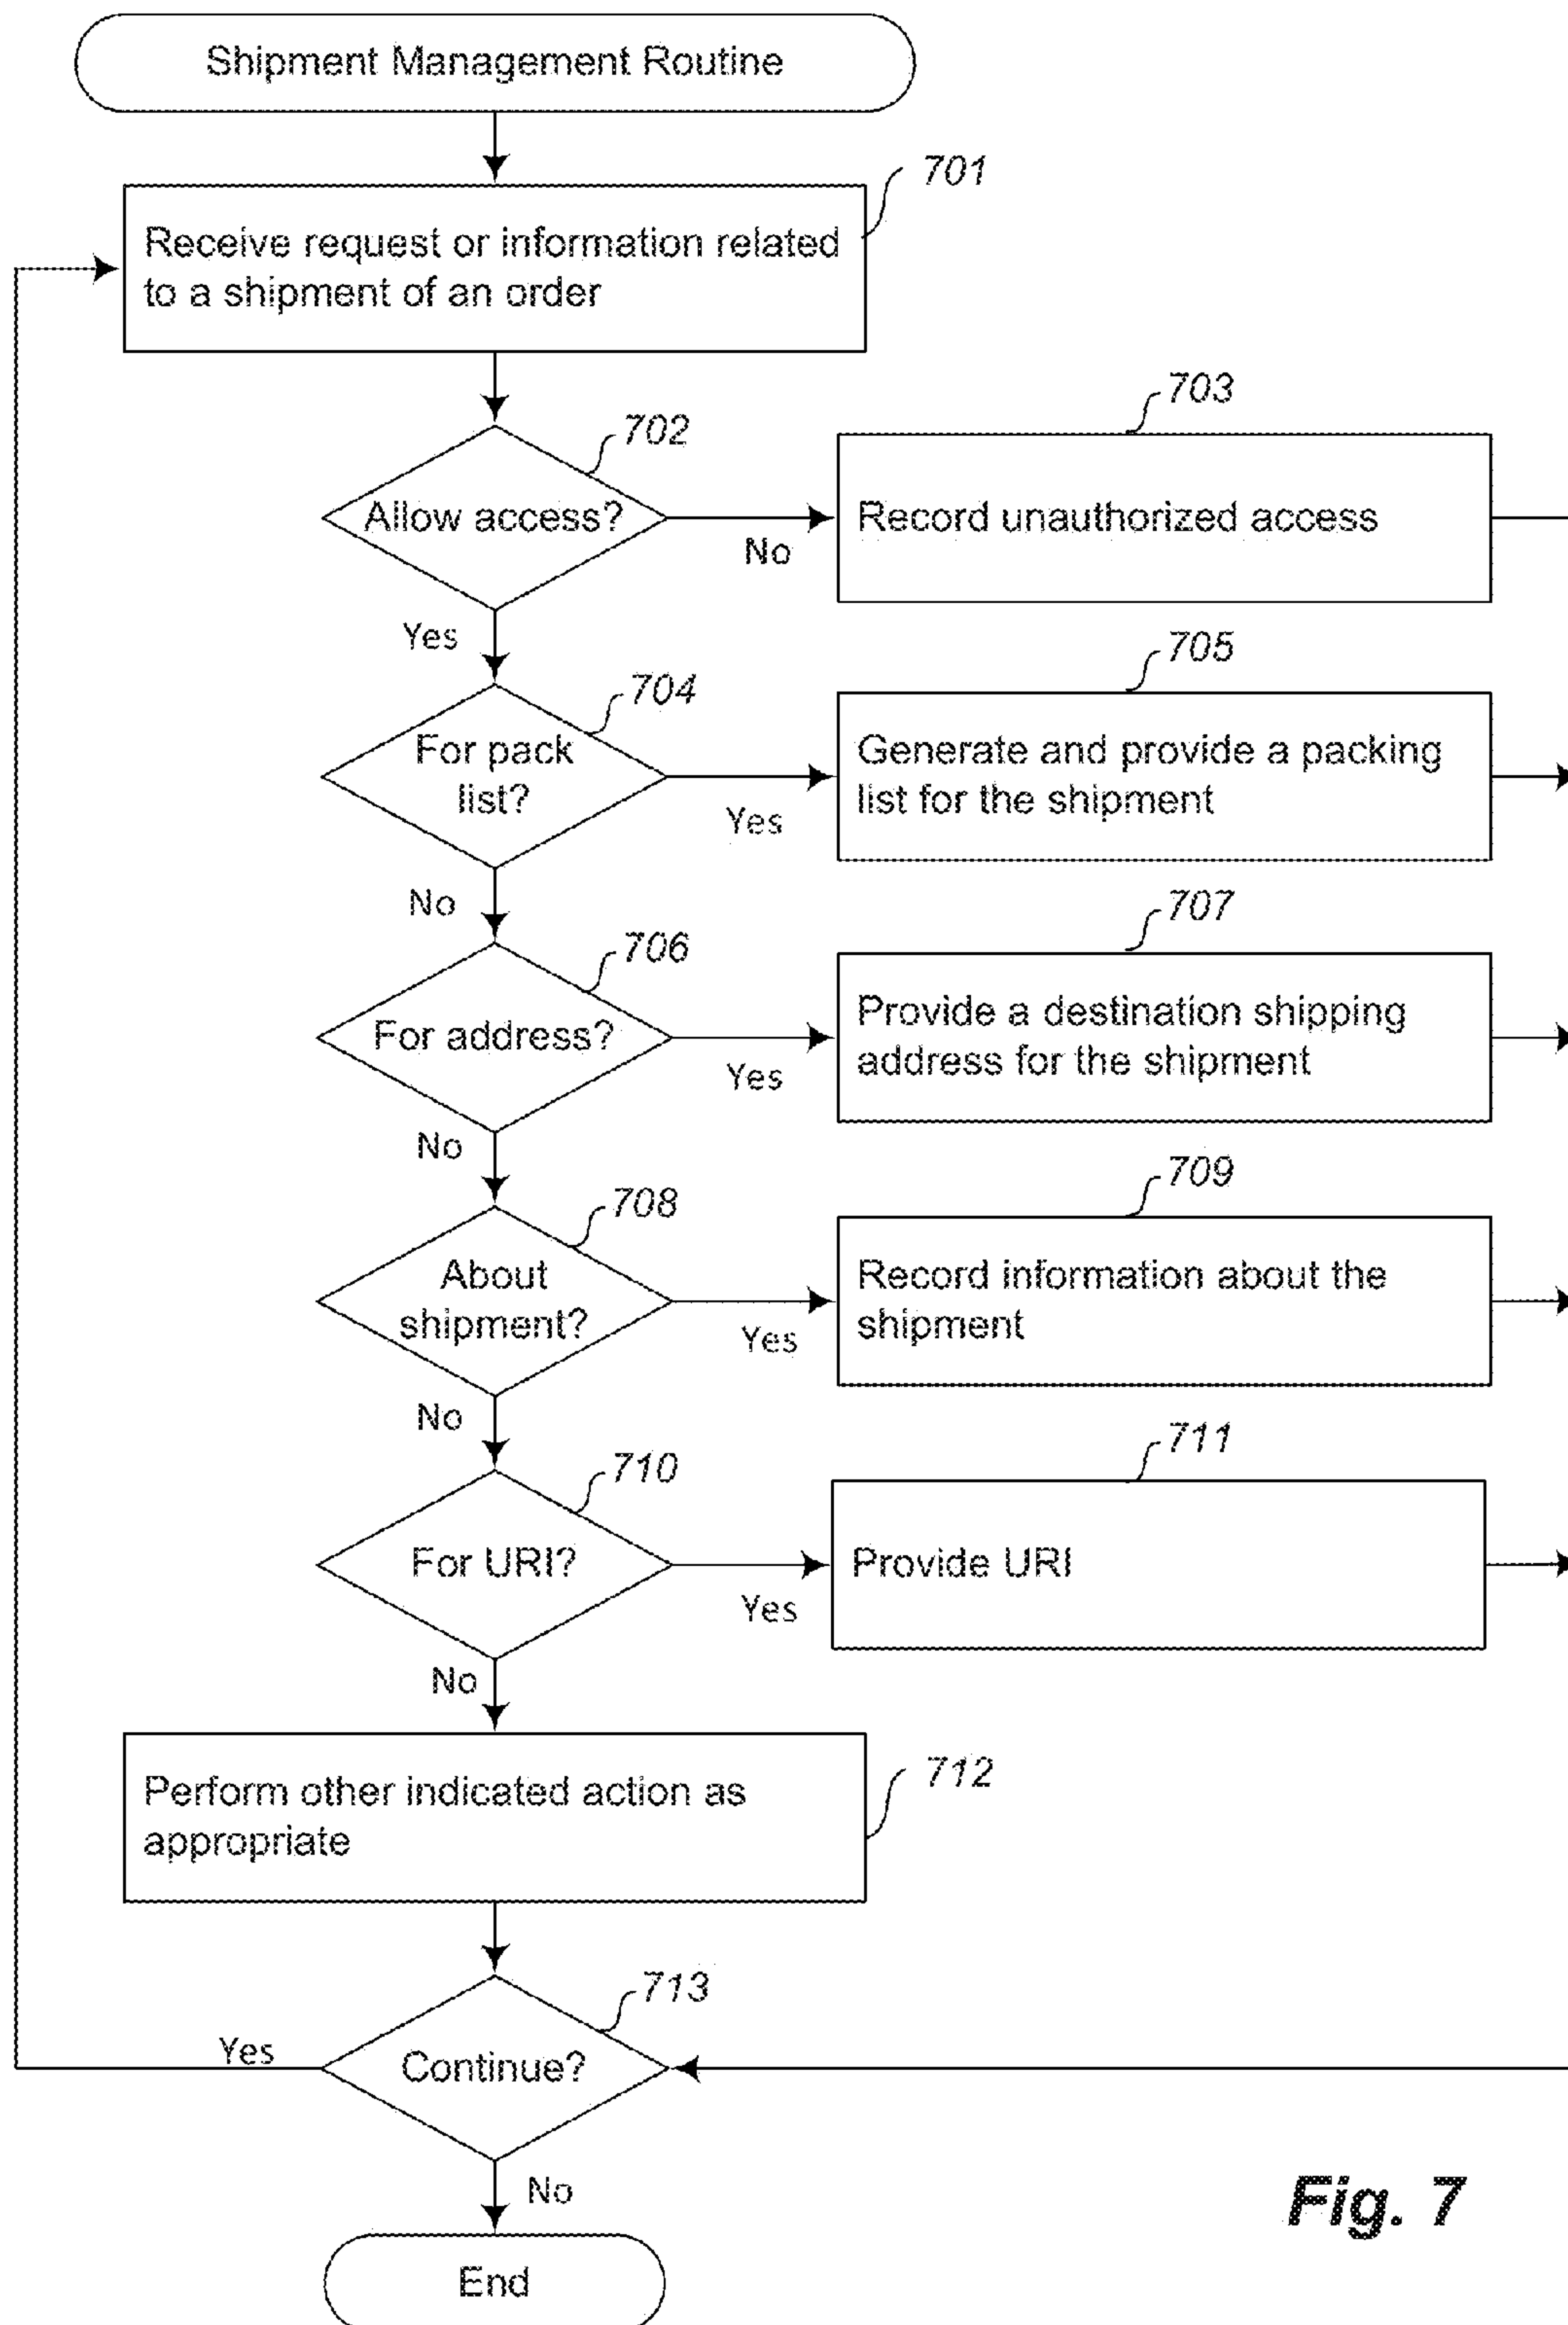 Shipment Management Routine
701
Receive request or information related
to a shipment of an order
702
Allow access?
No
703
Record unauthorized access
Yes
704
For pack
list?
Yes
705
Generate and provide a packing
list for the shipment
No
706
For address?
Yes
707
Provide a destination shipping
address for the shipment
No
708
About
shipment?
Yes
709
Record information about the
shipment
No
710
For URI?
Yes
711
Provide URI
No
712
Perform other indicated action as
appropriate
713
Continue?
Yes
No
End
Fig. 7